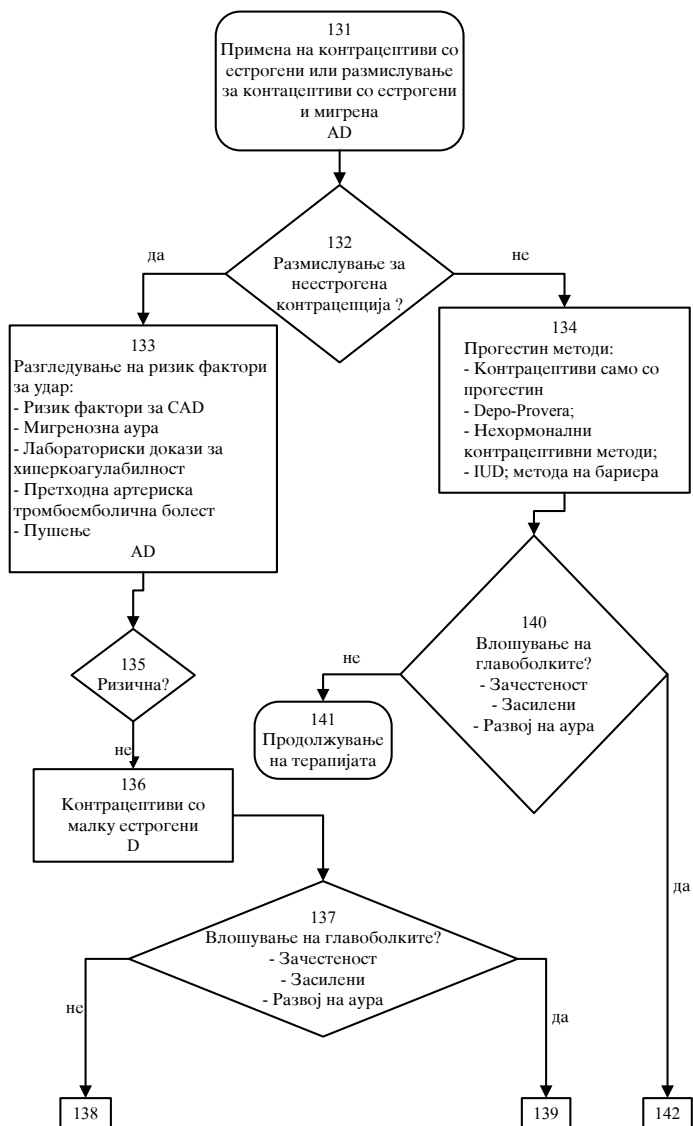 131
Примена на контрацептиви со
естрогени или размислување
за контацептиви со естрогени
и мигрена
AD
132
Размислување за
неестрогена
контрацепција ?
да
не
133
Разгледување на ризик фактори
за удар:
- Ризик фактори за CAD
- Мигренозна аура
- Лабораториски докази за
хиперкоагулабилност
- Претходна артериска
тромбоемболична болест
- Пушење
AD
134
Прогестин методи:
- Контрацептиви само со
прогестин
- Depo-Provera;
- Нехормонални
контрацептивни методи;
- IUD; метода на бариера
135
Ризична?
не
140
Влошување на
главоболките?
- Зачестеност
- Засилени
- Развој на аура
не
141
Продолжување
на терапијата
136
Контрацептиви со
малку естрогени
D
да
137
Влошување на главоболките?
- Зачестеност
- Засилени
- Развој на аура
не
да
138
139
142